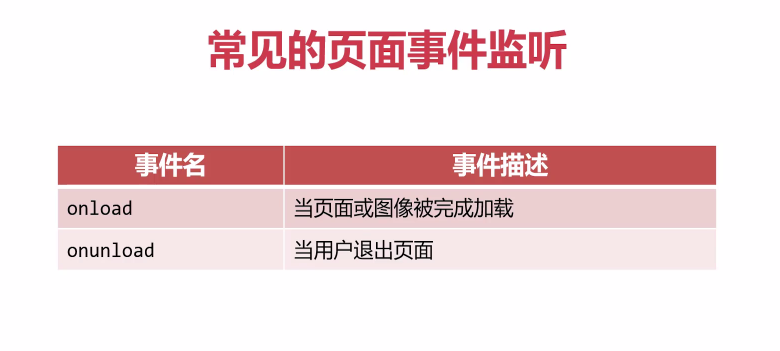 常见的页面事件监听
事件名 事件描述
onload 当页面或图像被完成加载
onunload 当用户退出页面